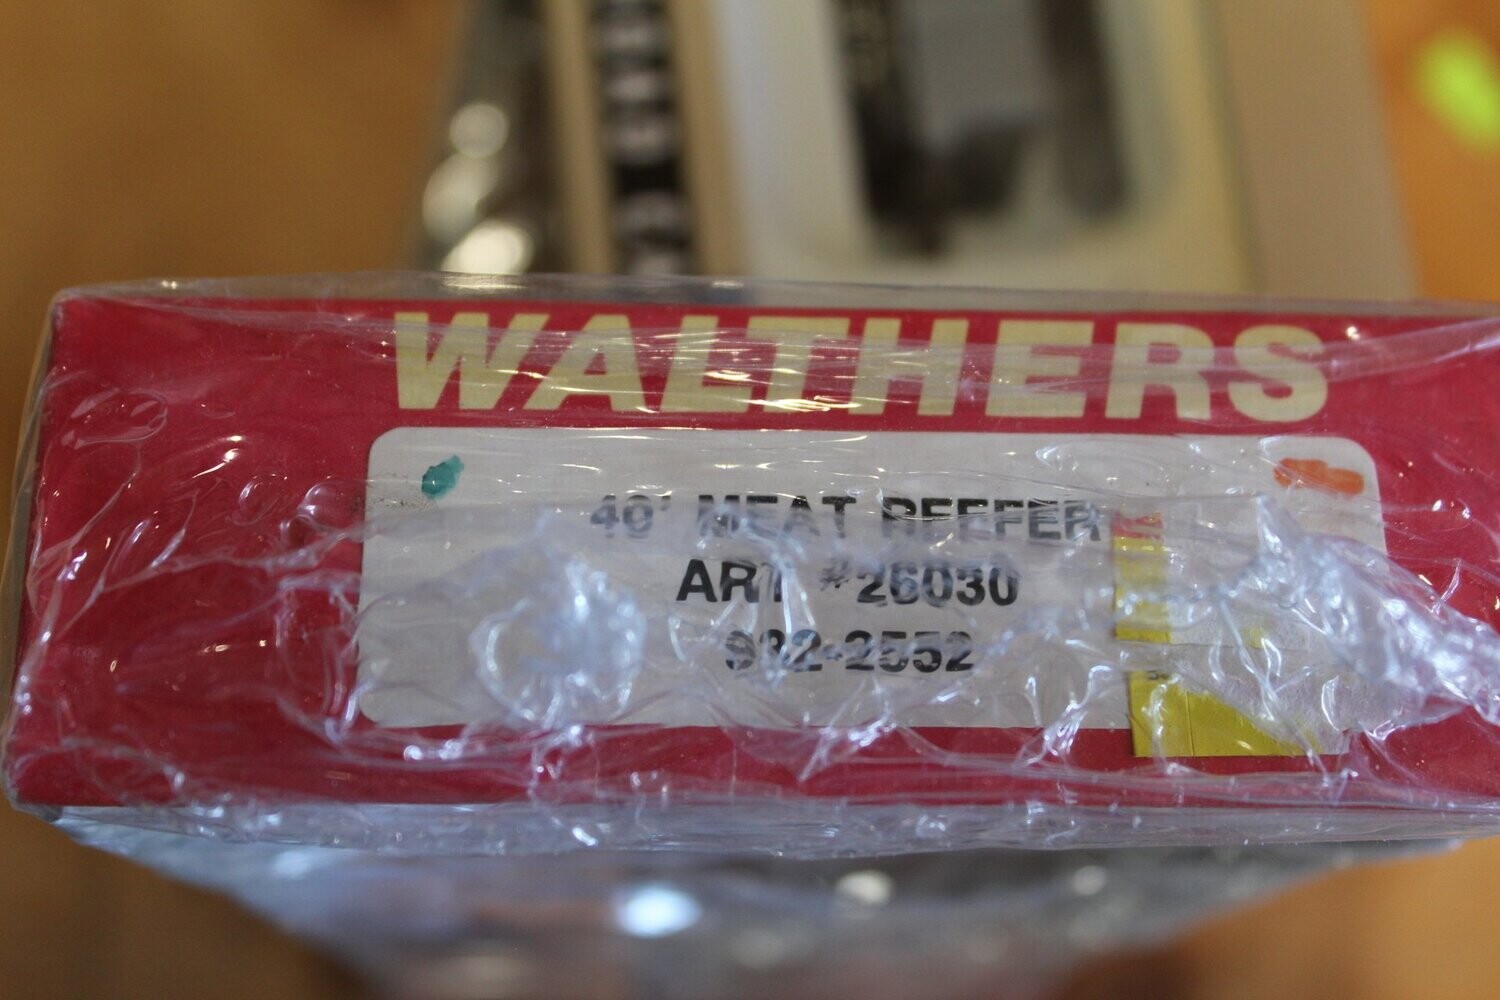 WALTHERS
40' MEAT REEFER
ART #26030
932-2552